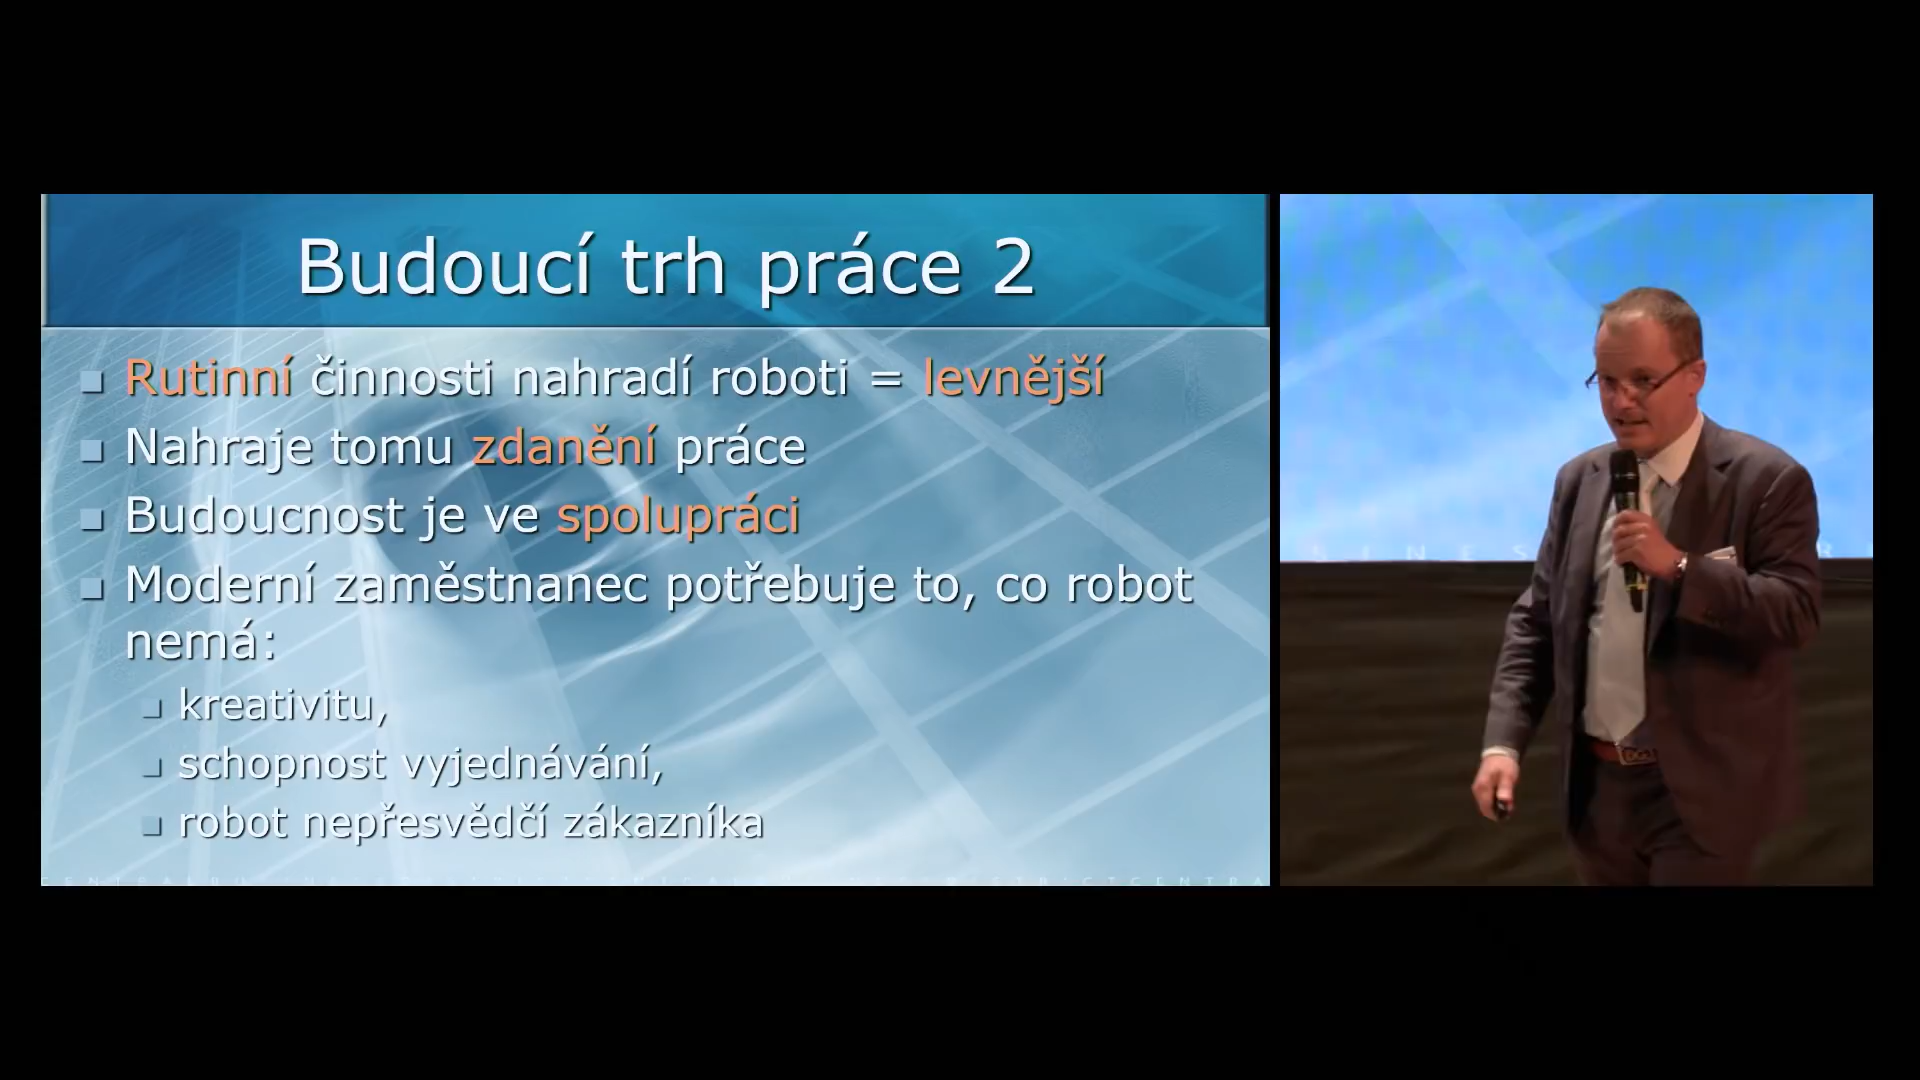 Budoucí trh práce 2
Rutinní činnosti nahradí roboti = levnější
Nahraje tomu zdanění práce
Budoucnost je ve spolupráci
Moderní zaměstnanec potřebuje to, co robot
nemá:
kreativitu,
schopnost vyjednávání,
robot nepřesvědčí zákazníka